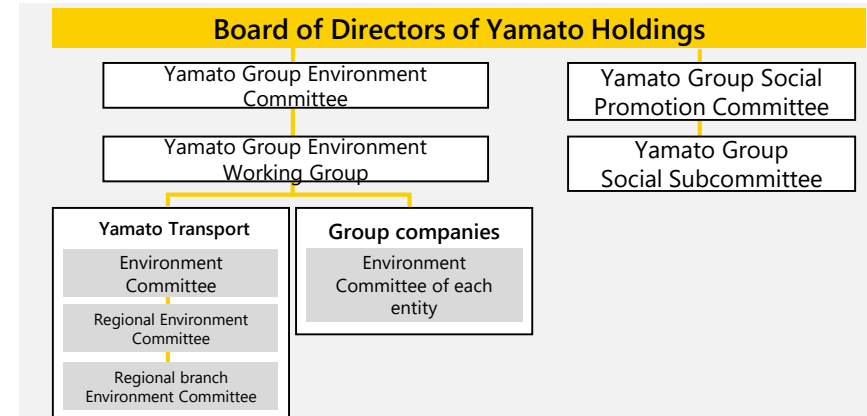 Board of Directors of Yamato Holdings
Yamato Group Environment
Committee
Yamato Group Social
Promotion Committee
Yamato Group Environment
Working Group
Yamato Group
Social Subcommittee
Yamato Transport
Environment
Committee
Regional Environment
Committee
Regional branch
Environment Committee
Group companies
Environment
Committee of each
entity